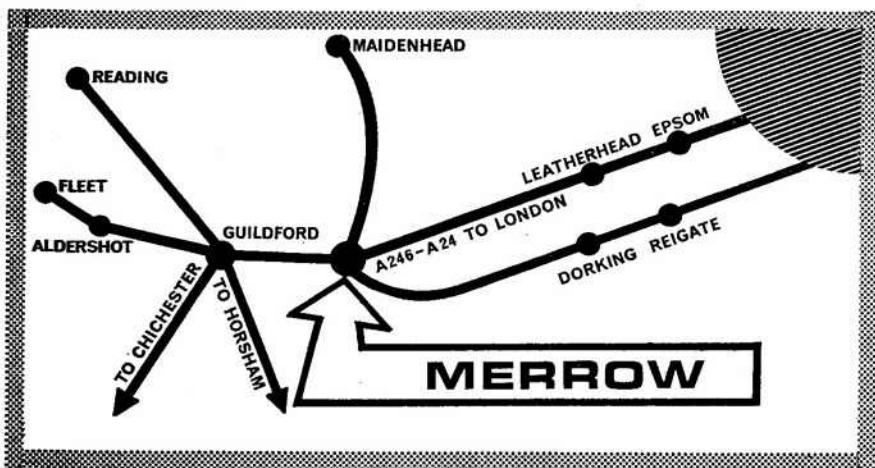 MAIDENHEAD
READING
LEATHERHEAD EPSOM
FLEET
ALDERSHOT
GUILDFORD
A246-A24 TO LONDON
DORKING REIGATE
TO CHICHESTER
TO HORSHAM
MERROW